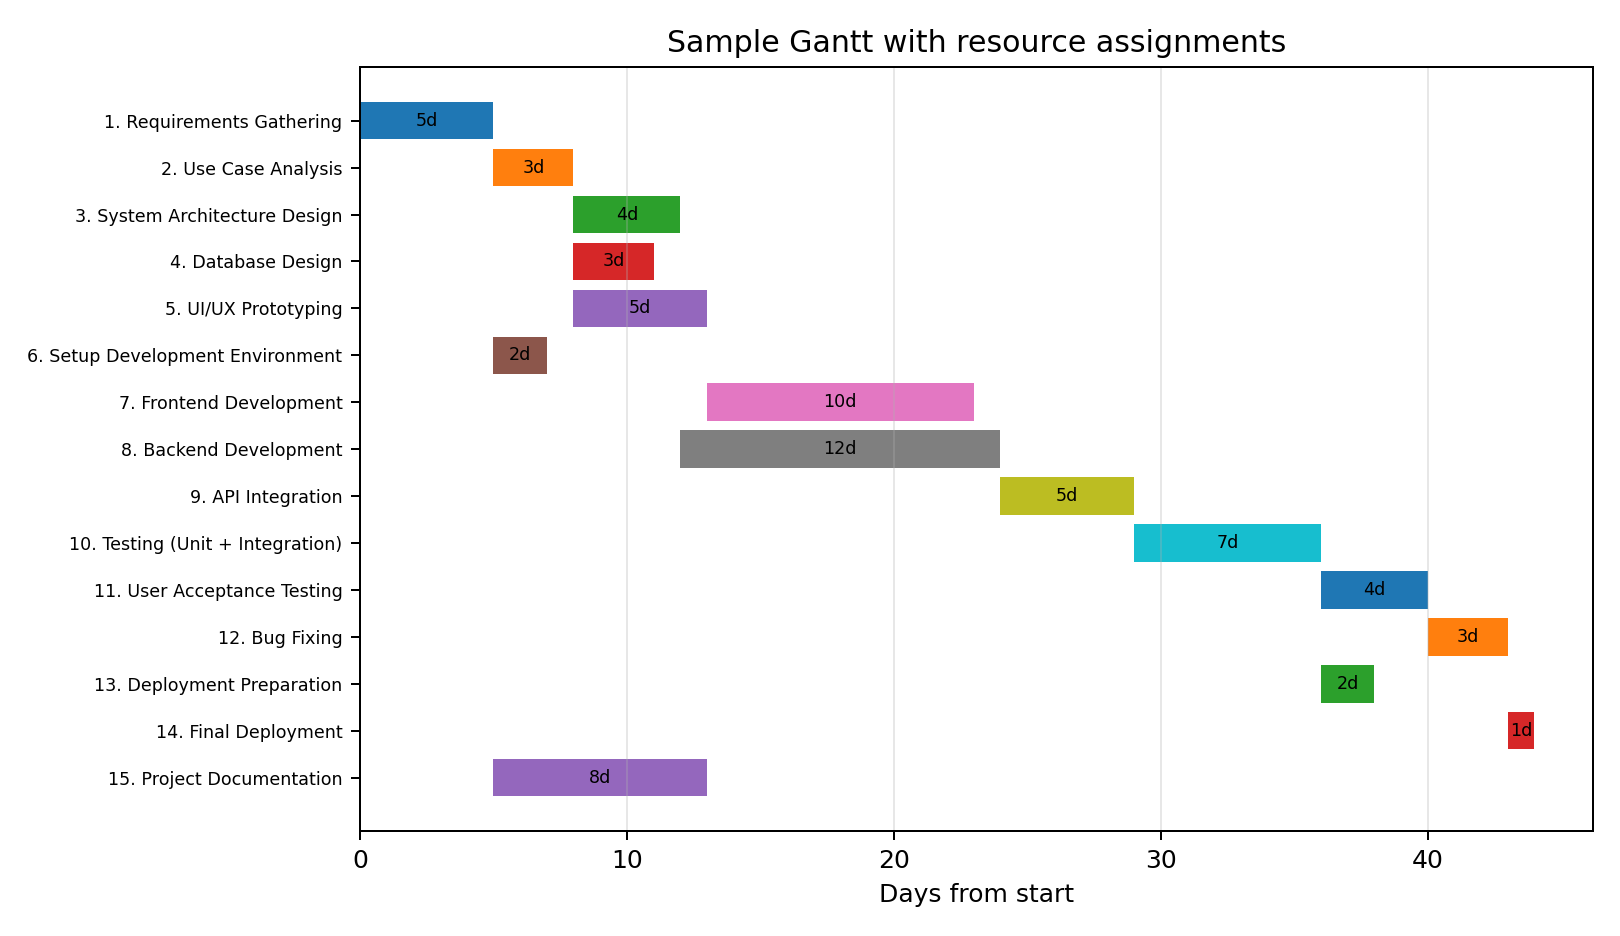 Sample Gantt with resource assignments
1. Requirements Gathering
5d
2. Use Case Analysis
3d
3. System Architecture Design
4d
4. Database Design
3d
5. UI/UX Prototyping
5d
6. Setup Development Environment
2d
7. Frontend Development
10d
8. Backend Development
12d
9. API Integration
5d
10. Testing (Unit + Integration)
7d
11. User Acceptance Testing
4d
12. Bug Fixing
3d
13. Deployment Preparation
2d
14. Final Deployment
1d
15. Project Documentation
8d
0 10 20 30 40
Days from start